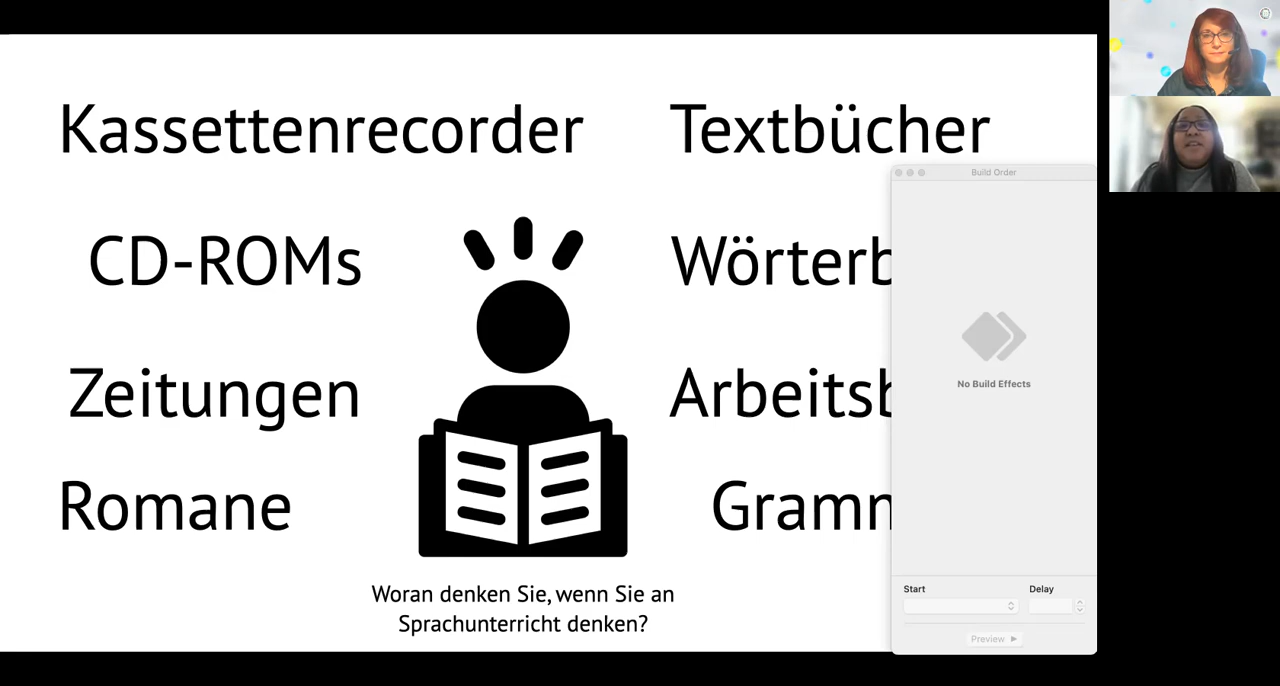 Kassettenrecorder
Textbücher
CD-ROMs
Zeitungen
Romane
Woran denken Sie, wenn Sie an
Sprachunterricht denken?
Build Order
No Build Effects
Start
Delay
Preview